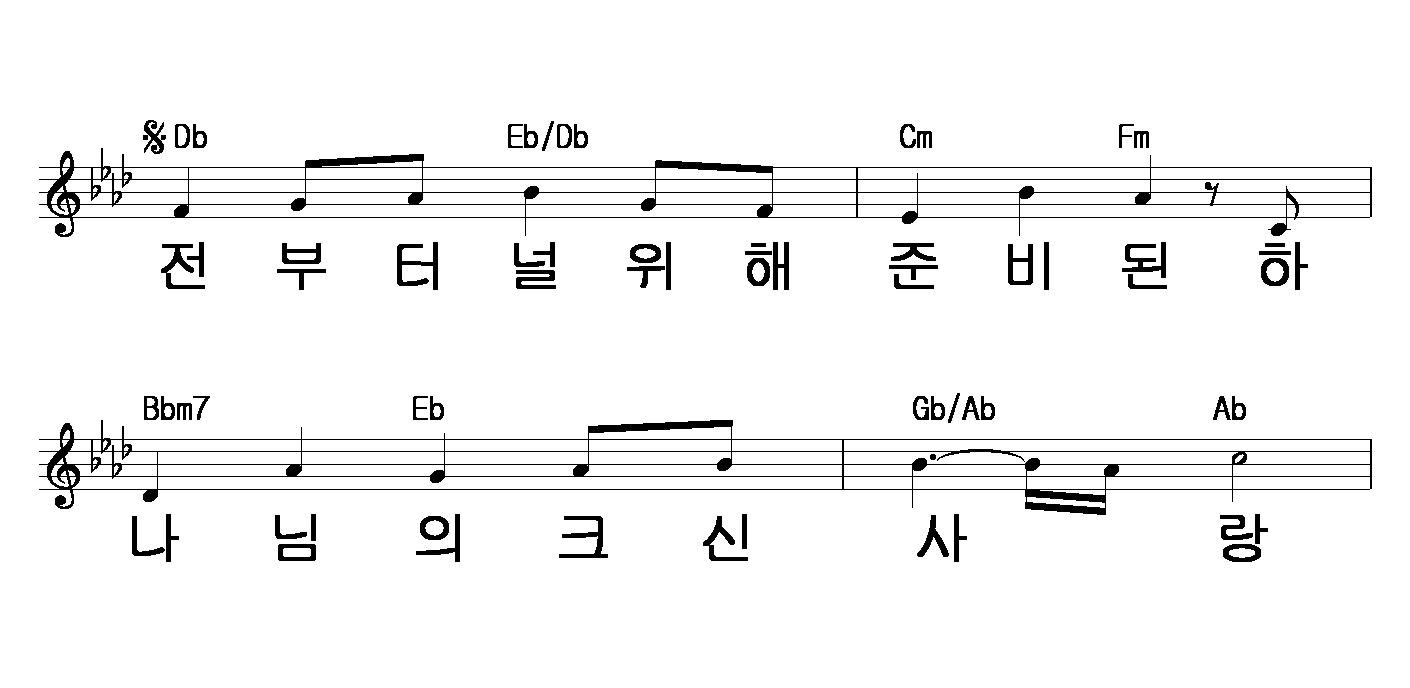 Db Eb/Db Cm Fm
전 부 터 널 위 해 준 비 된 하
Bbm7 Eb Gb/Ab Ab
나 님 의 크 신 사 랑